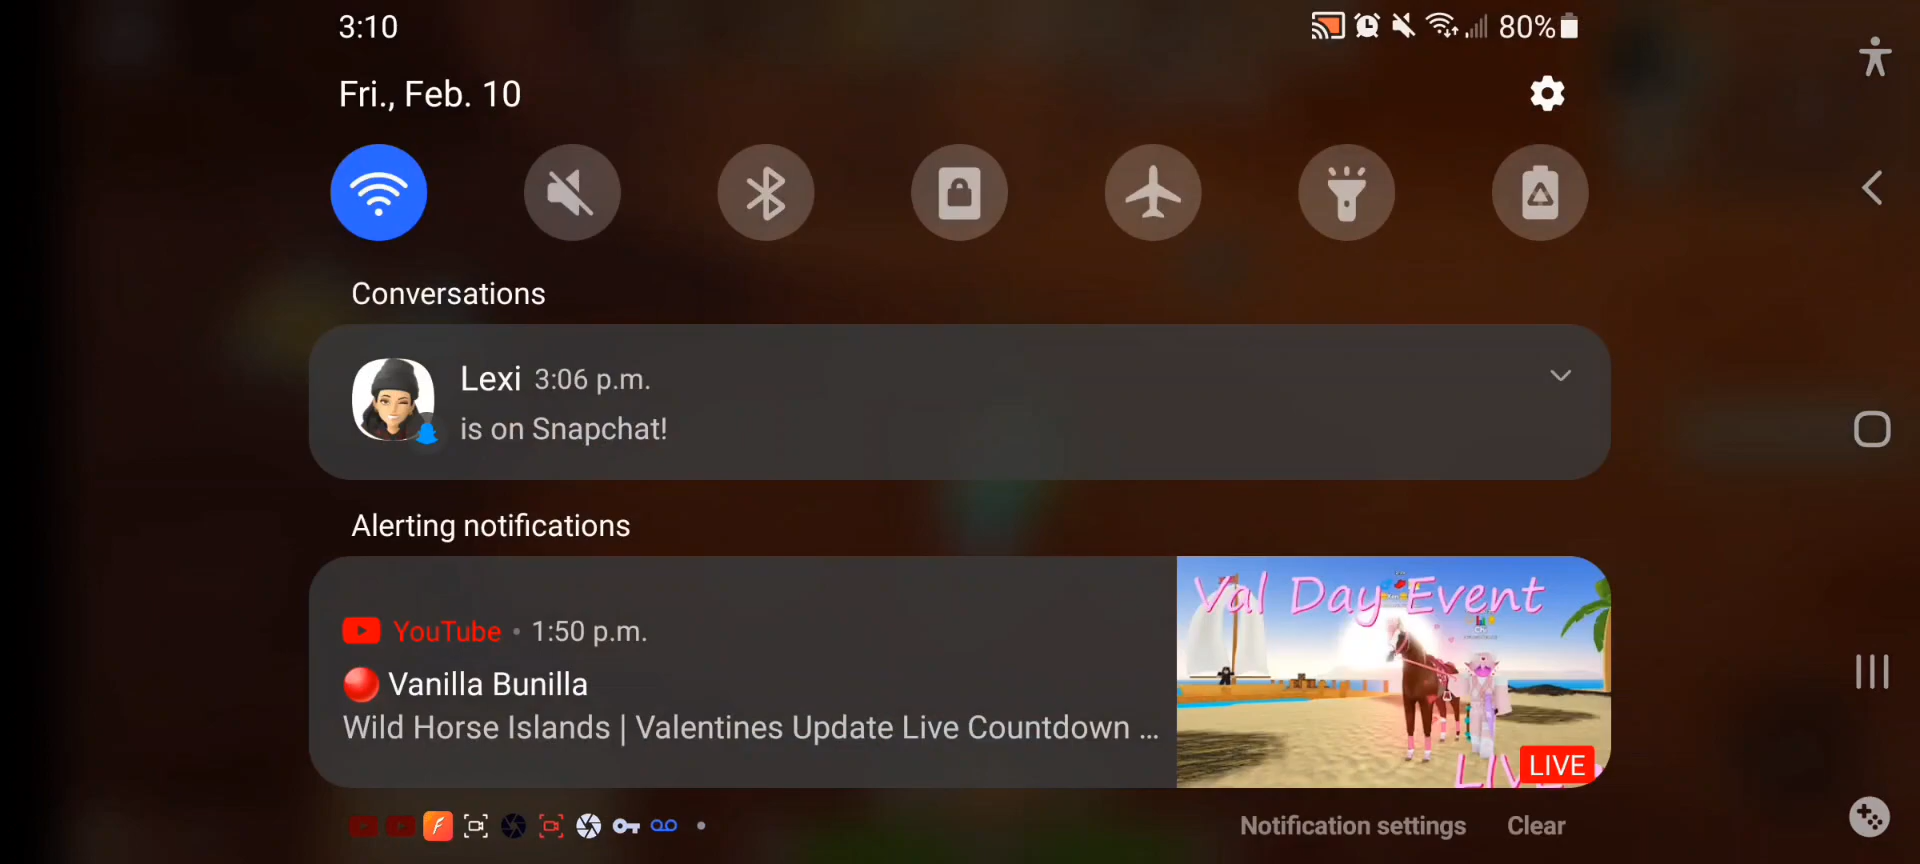 3:10
80%
Fri., Feb. 10
Conversations
Lexi 3:06 p.m.
is on Snapchat!
Alerting notifications
YouTube • 1:50 p.m.
Vanilla Bunilla
Wild Horse Islands | Valentines Update Live Countdown ...
Val Day Event
LIVE
Notification settings
Clear